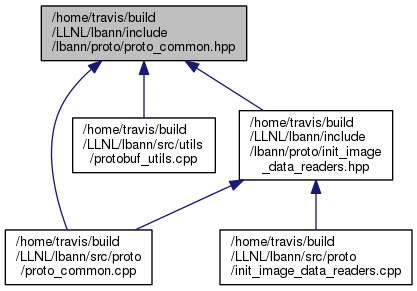 /home/travis/build
/LLNL/lbann/include
/lbann/proto/proto_common.hpp
/home/travis/build
/LLNL/lbann/src/utils
/protobuf_utils.cpp
/home/travis/build
/LLNL/lbann/include
/lbann/proto/init_image
_data_readers.hpp
/home/travis/build
/LLNL/lbann/src/proto
/proto_common.cpp
/home/travis/build
/LLNL/lbann/src/proto
/init_image_data_readers.cpp